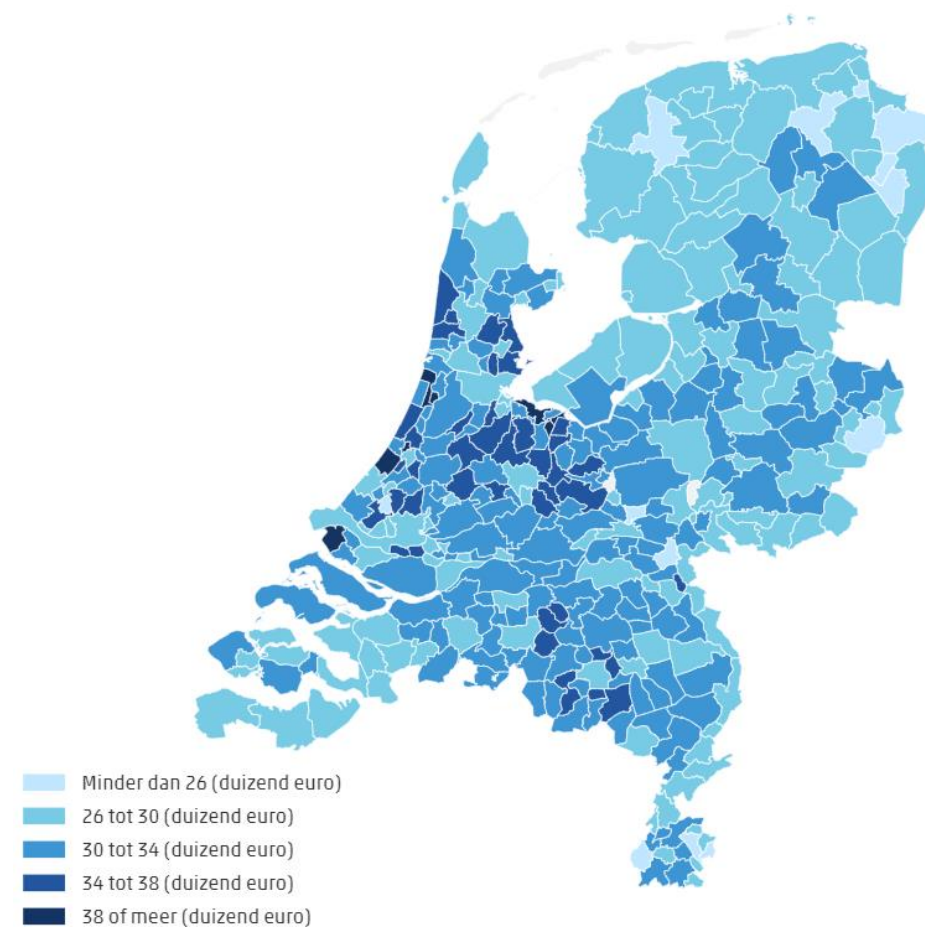 Minder dan 26 (duizend euro)
26 tot 30 (duizend euro)
30 tot 34 (duizend euro)
34 tot 38 (duizend euro)
38 of meer (duizend euro)